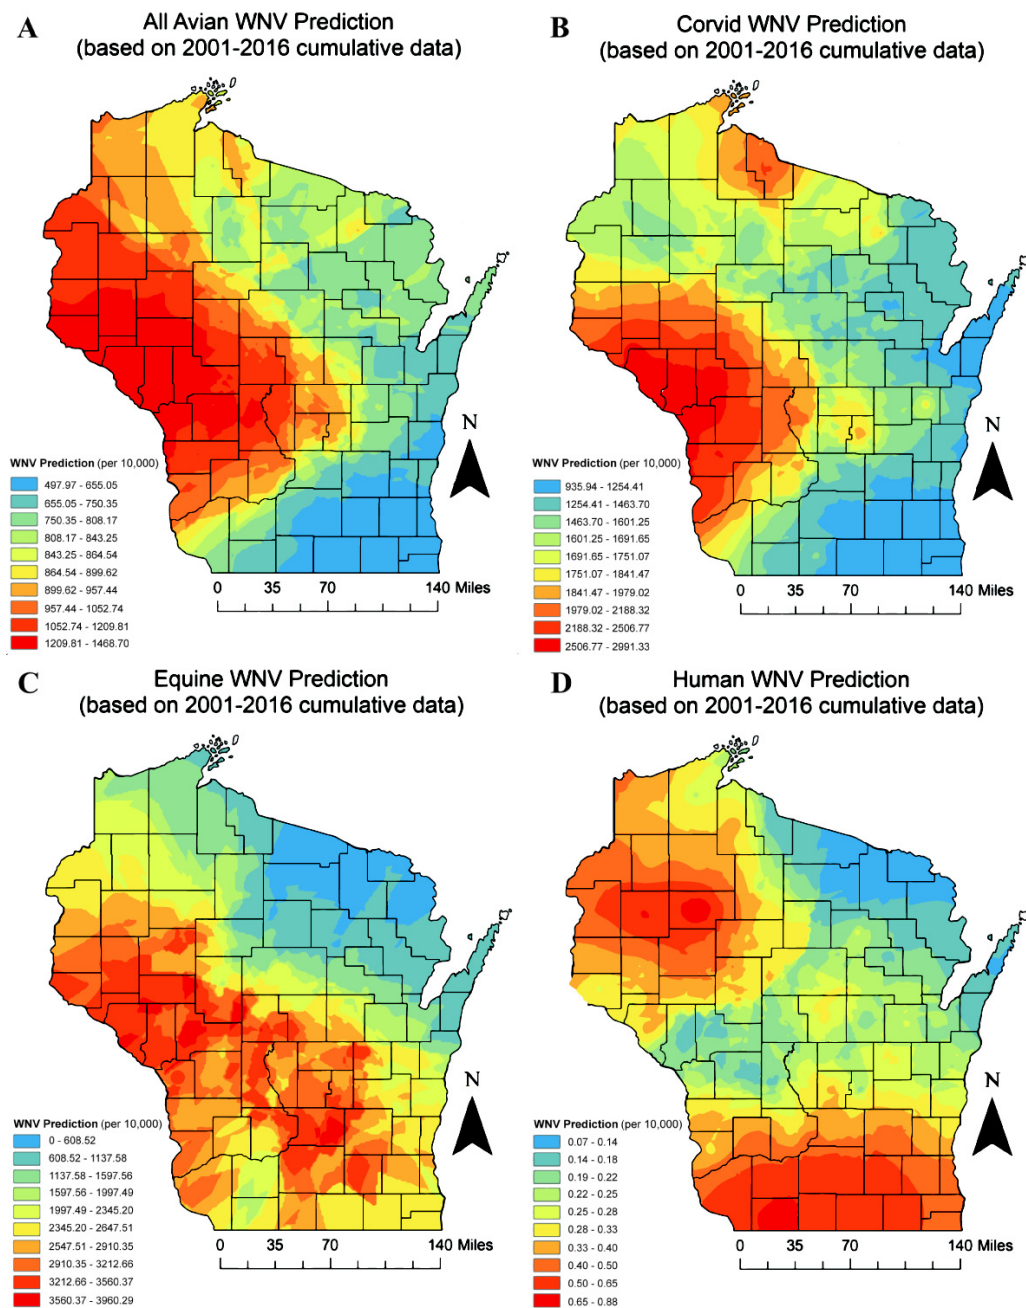 A
All Avian WNV Prediction
(based on 2001-2016 cumulative data)
N
WNV Prediction (per 10,000)
497.97 - 655.05
655.05 - 750.35
750.35 - 808.17
808.17 - 843.25
843.25 - 864.54
864.54 - 899.62
899.62 - 957.44
957.44 - 1052.74
1052.74 - 1209.81
1209.81 - 1468.70
0 35 70 140 Miles
B
Corvid WNV Prediction
(based on 2001-2016 cumulative data)
N
WNV Prediction (per 10,000)
935.94 - 1254.41
1254.41 - 1463.70
1463.70 - 1601.25
1601.25 - 1691.65
1691.65 - 1751.07
1751.07 - 1841.47
1841.47 - 1979.02
1979.02 - 2188.32
2188.32 - 2506.77
2506.77 - 2991.33
0 35 70 140 Miles
C
Equine WNV Prediction
(based on 2001-2016 cumulative data)
N
WNV Prediction (per 10,000)
0 - 608.52
608.52 - 1137.58
1137.58 - 1597.56
1597.56 - 1997.49
1997.49 - 2345.20
2345.20 - 2647.51
2547.51 - 2910.35
2910.35 - 3212.66
3212.66 - 3560.37
3560.37 - 3960.29
0 35 70 140 Miles
D
Human WNV Prediction
(based on 2001-2016 cumulative data)
N
WNV Prediction (per 10,000)
0.07 - 0.14
0.14 - 0.18
0.19 - 0.22
0.22 - 0.25
0.25 - 0.28
0.28 - 0.33
0.33 - 0.40
0.40 - 0.50
0.50 - 0.65
0.65 - 0.88
0 35 70 140 Miles